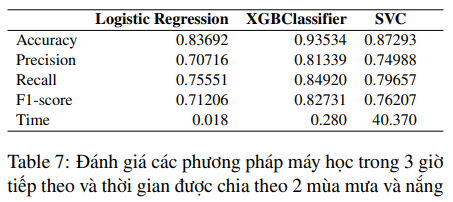 Logistic Regression XGBClassifier SVC
Accuracy 0.83692 0.93534 0.87293
Precision 0.70716 0.81339 0.74988
Recall 0.75551 0.84920 0.79657
F1-score 0.71206 0.82731 0.76207
Time 0.018 0.280 40.370
Table 7: Đánh giá các phương pháp máy học trong 3 giờ
tiếp theo và thời gian được chia theo 2 mùa mưa và nắng